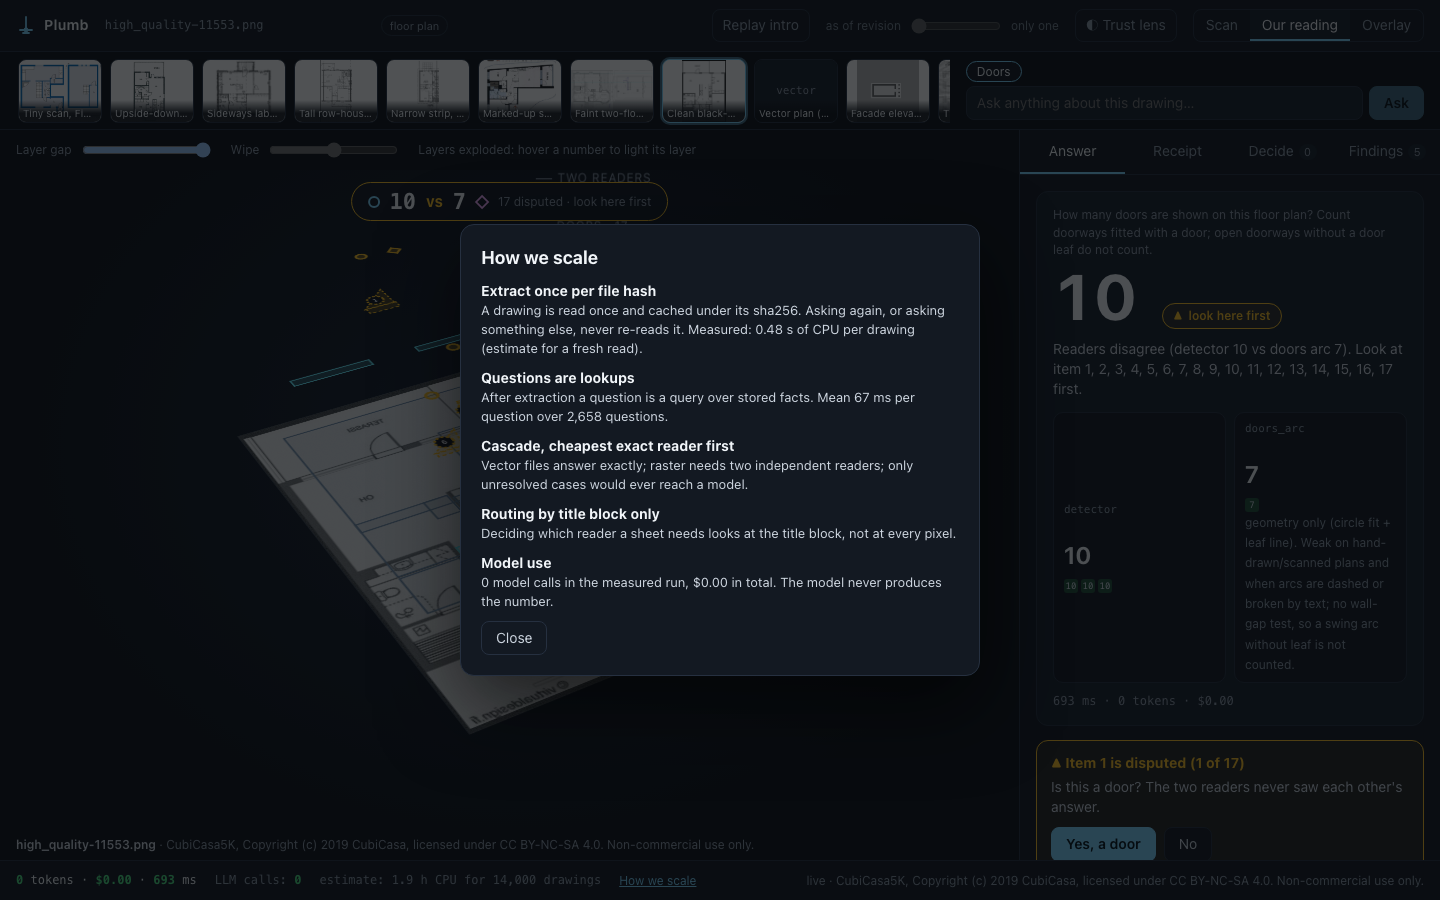 Plumb
high_quality-11553.png
floor plan
Replay intro
as of revision
only one
Trust lens
Scan
Our reading
Overlay
Tiny scan, Fi...
Upside-down...
Sideways lab...
Tall row-hous...
Narrow strip, ...
Marked-up s...
Faint two-flo...
Clean black-...
vector
Vector plan (...
Facade eleva...
Doors
Ask anything about this drawing...
Ask
Layer gap
Wipe
Layers exploded: hover a number to light its layer
Answer
Receipt
Decide 0
Findings 5
TWO READERS
10 vs 7 17 disputed · look here first
How we scale
Extract once per file hash
A drawing is read once and cached under its sha256. Asking again, or asking
something else, never re-reads it. Measured: 0.48 s of CPU per drawing
(estimate for a fresh read).
Questions are lookups
After extraction a question is a query over stored facts. Mean 67 ms per
question over 2,658 questions.
Cascade, cheapest exact reader first
Vector files answer exactly; raster needs two independent readers; only
unresolved cases would ever reach a model.
Routing by title block only
Deciding which reader a sheet needs looks at the title block, not at every pixel.
Model use
0 model calls in the measured run, $0.00 in total. The model never produces
the number.
Close
How many doors are shown on this floor plan? Count
doorways fitted with a door; open doorways without a door
leaf do not count.
10
look here first
Readers disagree (detector 10 vs doors arc 7). Look at
item 1, 2, 3, 4, 5, 6, 7, 8, 9, 10, 11, 12, 13, 14, 15, 16, 17
first.
detector
10
10 10 10
doors_arc
7
7
geometry only (circle fit +
leaf line). Weak on hand-
drawn/scanned plans and
when arcs are dashed or
broken by text; no wall-
gap test, so a swing arc
without leaf is not
counted.
693 ms · 0 tokens · $0.00
Item 1 is disputed (1 of 17)
Is this a door? The two readers never saw each other's
answer.
Yes, a door
No
high_quality-11553.png · CubiCasa5K, Copyright (c) 2019 CubiCasa, licensed under CC BY-NC-SA 4.0. Non-commercial use only.
0 tokens · $0.00 · 693 ms
LLM calls: 0
estimate: 1.9 h CPU for 14,000 drawings
How we scale
live · CubiCasa5K, Copyright (c) 2019 CubiCasa, licensed under CC BY-NC-SA 4.0. Non-commercial use only.